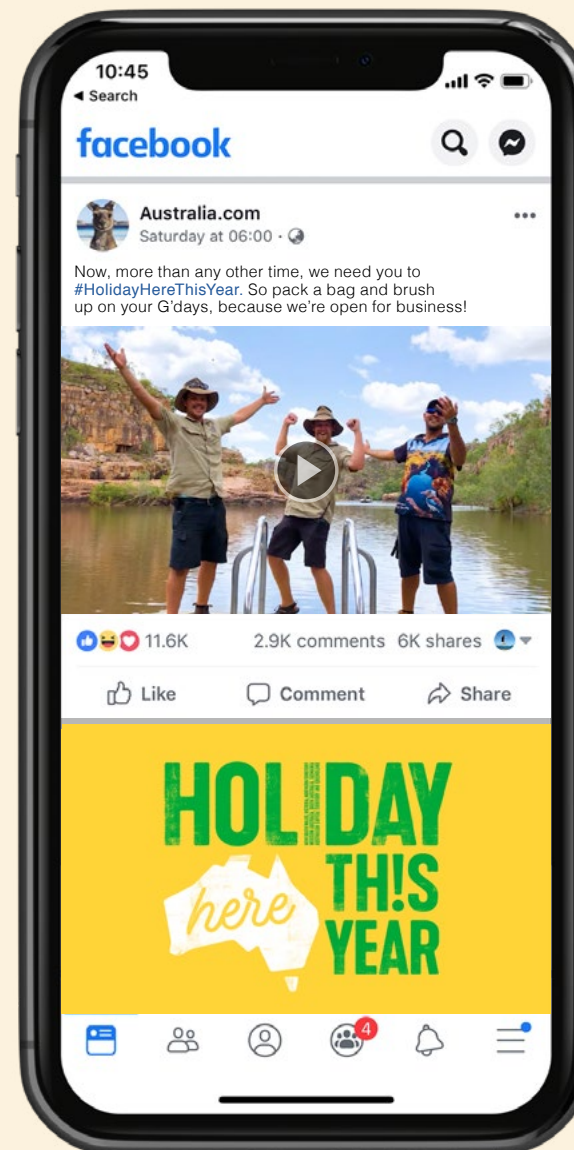 10:45
◀ Search
facebook
Australia.com
Saturday at 06:00 ·
Now, more than any other time, we need you to
#HolidayHereThisYear. So pack a bag and brush
up on your G'days, because we're open for business!
11.6K 2.9K comments 6K shares
Like Comment Share
HOLIDAY
here TH!S
YEAR
4